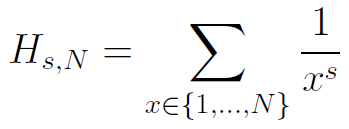 H_{s,N} = \sum_{x \in \{1,...,N\}} \frac{1}{x^s}